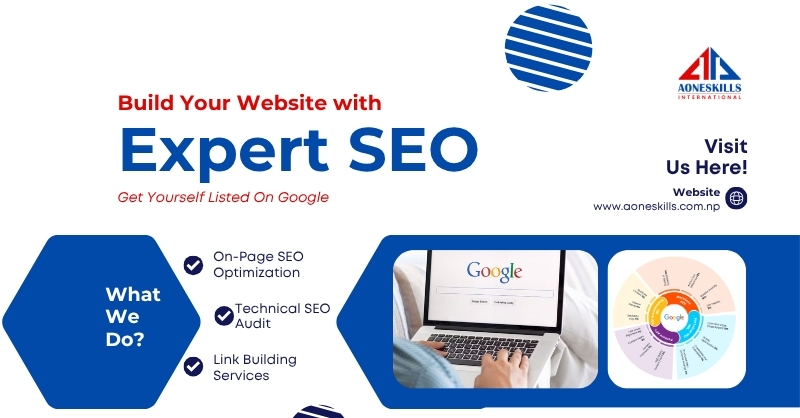 AONESKILLS
INTERNATIONAL
Build Your Website with
Expert SEO
Get Yourself Listed On Google
Visit
Us Here!
Website
www.aoneskills.com.np
What
We
Do?
On-Page SEO
Optimization
Technical SEO
Audit
Link Building
Services
Google
Google